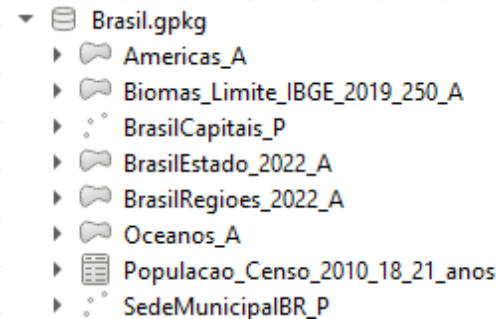 Brasil.gpkg
Americas_A
Biomas_Limite_IBGE_2019_250_A
BrasilCapitais_P
BrasilEstado_2022_A
BrasilRegioes_2022_A
Oceanos_A
Populacao_Censo_2010_18_21_anos
SedeMunicipalBR_P